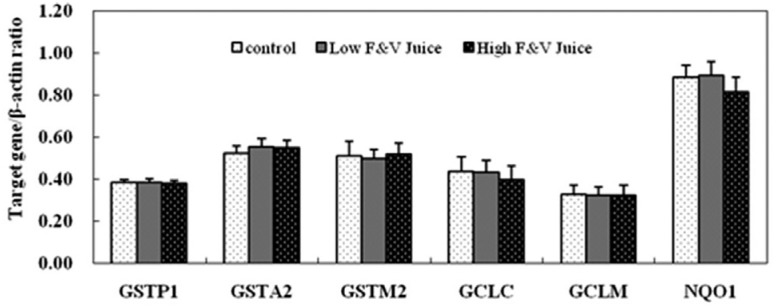 Target gene/β-actin ratio
1.20
1.00
0.80
0.60
0.40
0.20
0.00
control Low F&V Juice High F&V Juice
GSTP1 GSTA2 GSTM2 GCLC GCLM NQO1